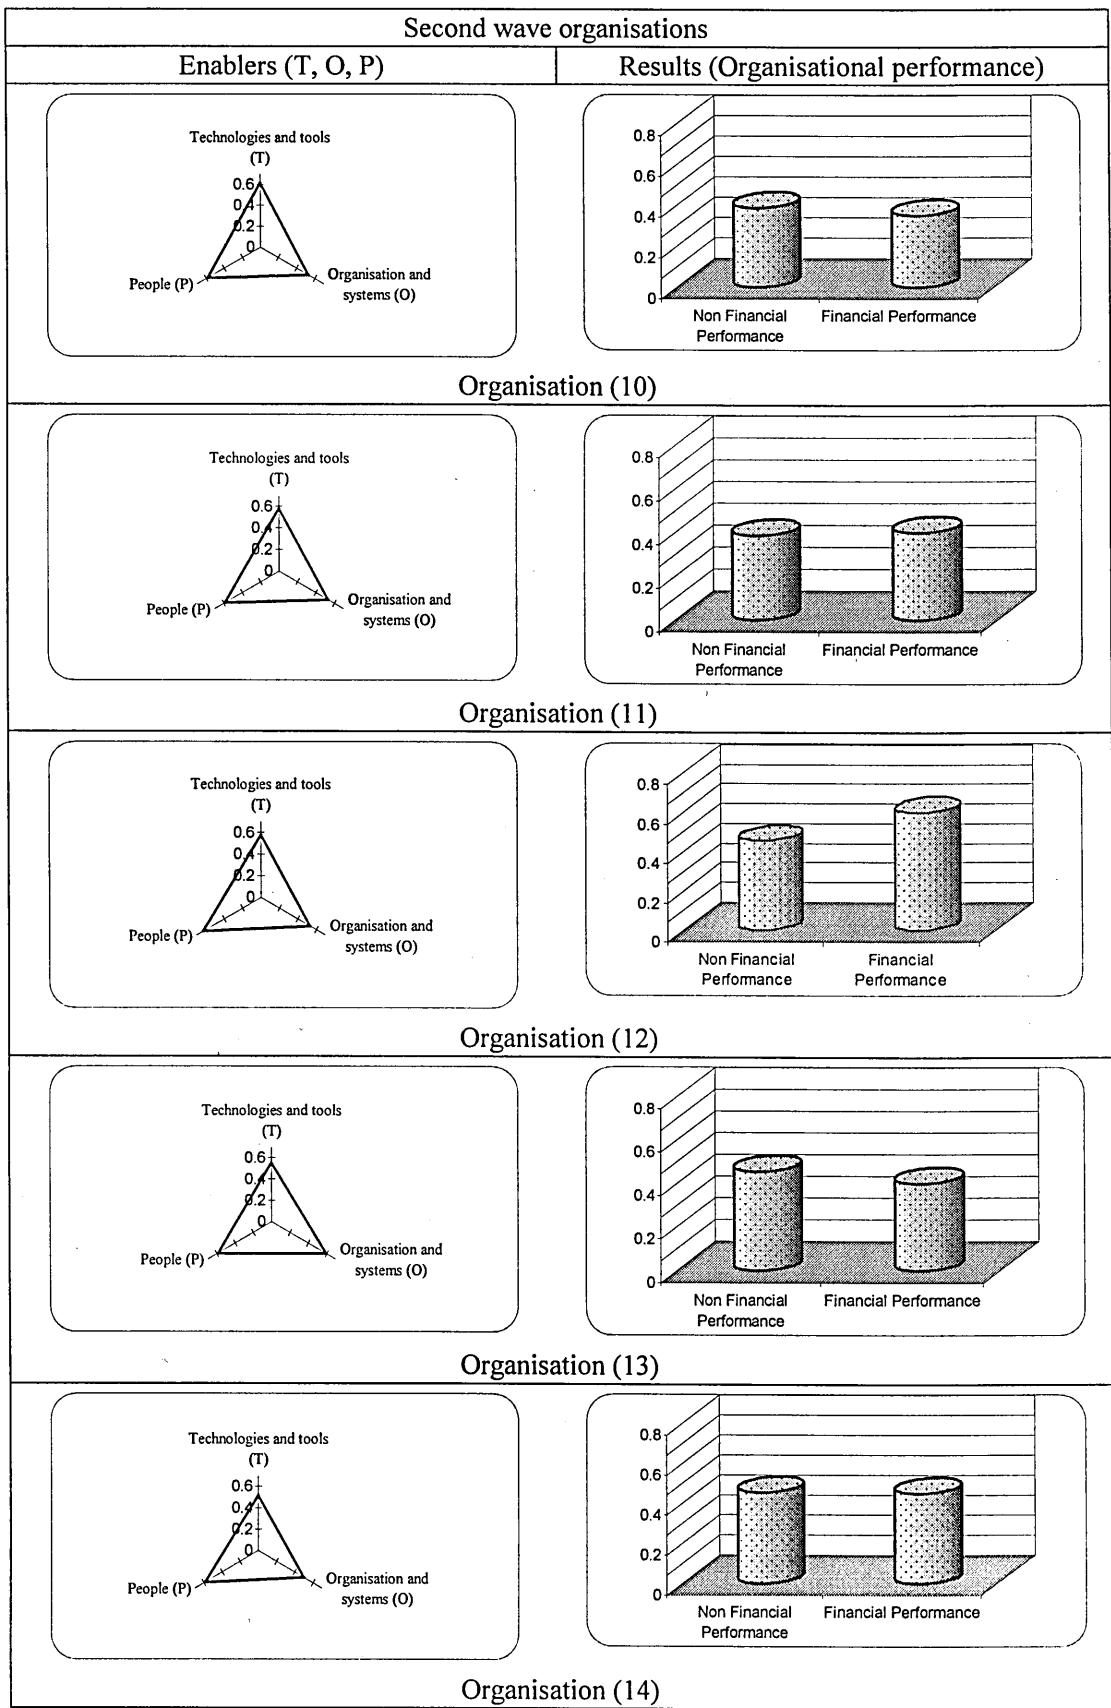 Second wave organisations
Enablers (T, O, P)
Results (Organisational performance)
Technologies and tools
(T)
0.6
0.4
0.2
0
People (P)
Organisation and
systems (O)
0.8
0.6
0.4
0.2
0
Non Financial
Performance
Financial Performance
Organisation (10)
Technologies and tools
(T)
0.6
0.4
0.2
0
People (P)
Organisation and
systems (O)
0.8
0.6
0.4
0.2
0
Non Financial
Performance
Financial Performance
Organisation (11)
Technologies and tools
(T)
0.6
0.4
0.2
0
People (P)
Organisation and
systems (O)
0.8
0.6
0.4
0.2
0
Non Financial
Performance
Financial
Performance
Organisation (12)
Technologies and tools
(T)
0.6
0.4
0.2
0
People (P)
Organisation and
systems (O)
0.8
0.6
0.4
0.2
0
Non Financial
Performance
Financial Performance
Organisation (13)
Technologies and tools
(T)
0.6
0.4
0.2
0
People (P)
Organisation and
systems (O)
0.8
0.6
0.4
0.2
0
Non Financial
Performance
Financial Performance
Organisation (14)